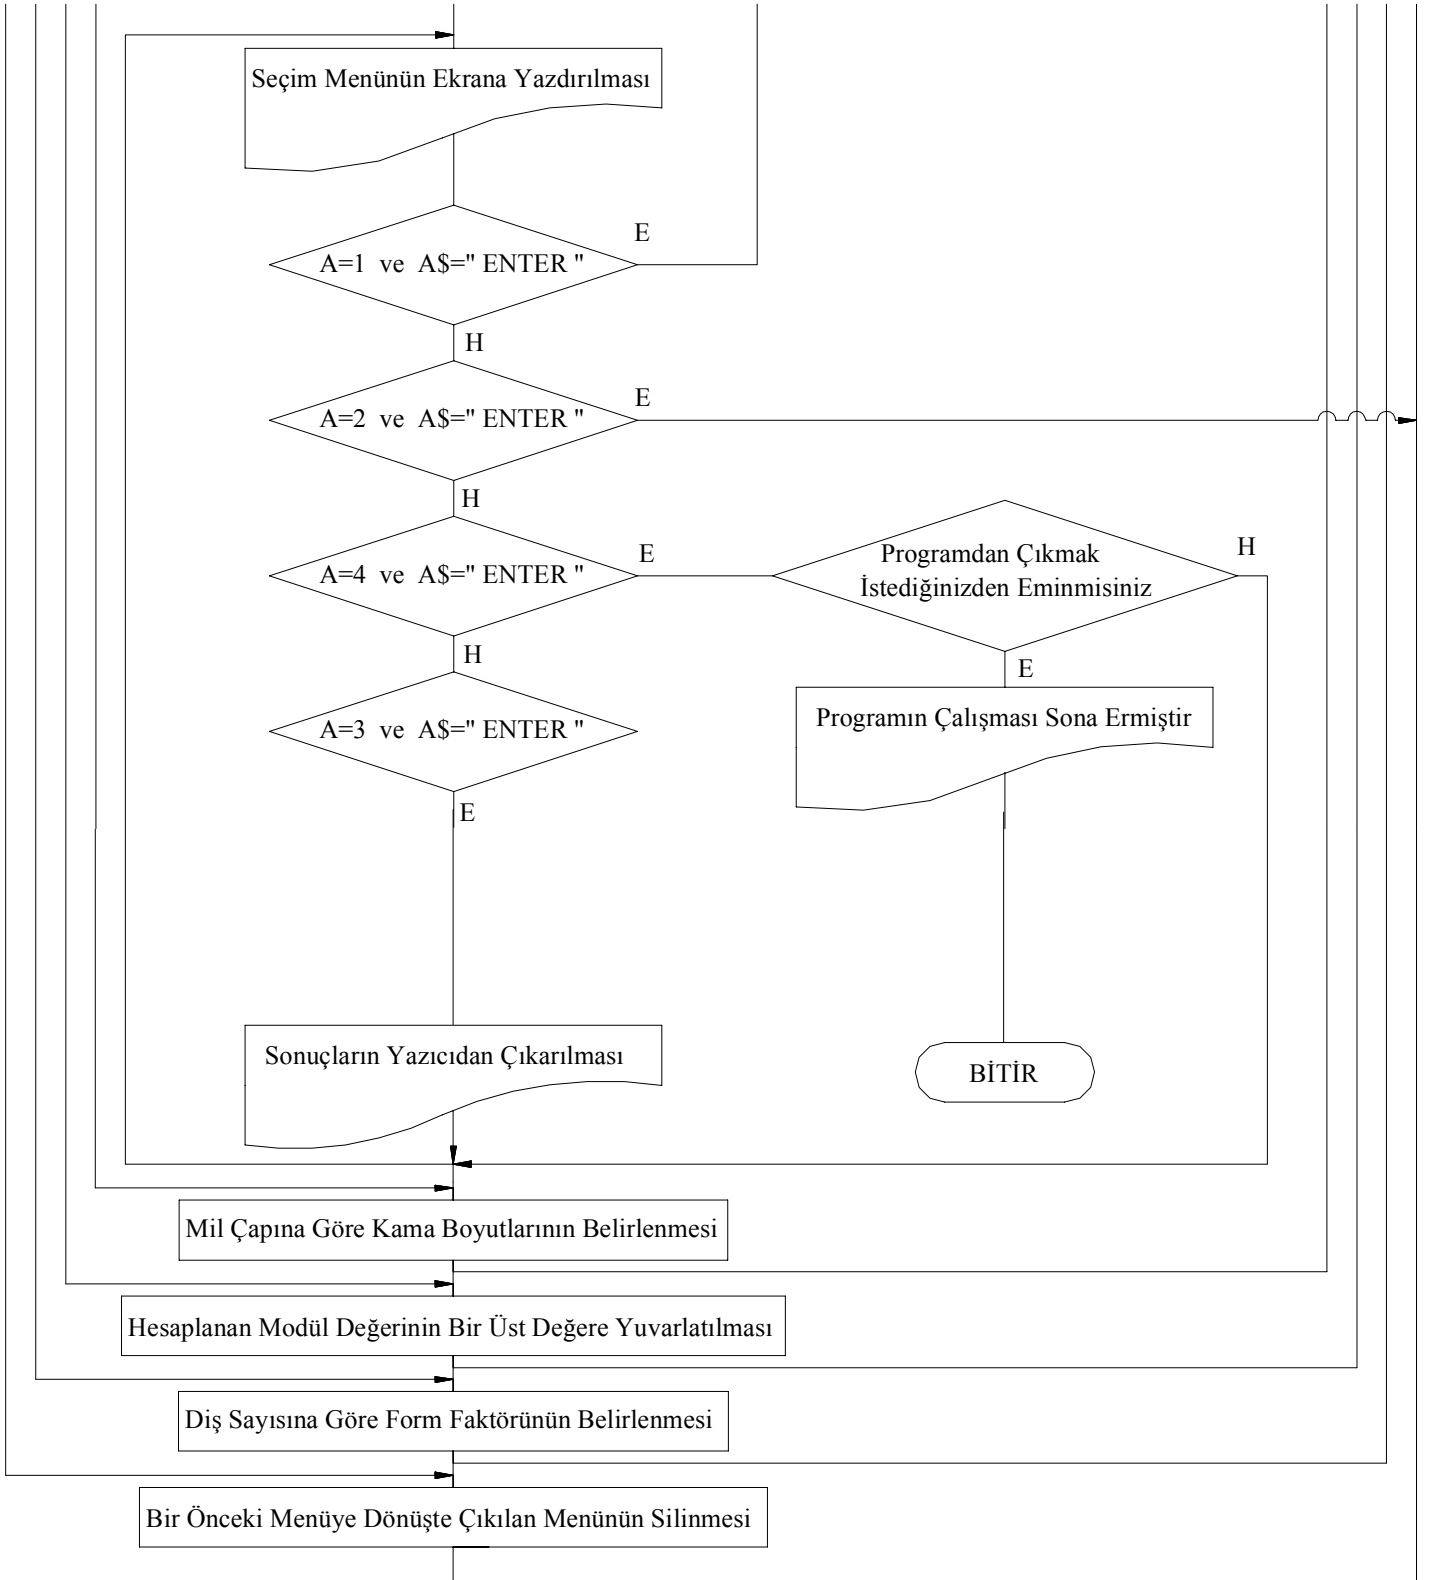 Seçim Menünün Ekrana Yazdırılması
E
A=1 ve A$=" ENTER "
H
E
A=2 ve A$=" ENTER "
H
E
A=4 ve A$=" ENTER "
Programdan Çıkmak
İstediğinizden Eminmisiniz
H
H
E
A=3 ve A$=" ENTER "
Programın Çalışması Sona Ermiştir
E
Sonuçların Yazıcıdan Çıkarılması
BİTİR
Mil Çapına Göre Kama Boyutlarının Belirlenmesi
Hesaplanan Modül Değerinin Bir Üst Değere Yuvarlatılması
Diş Sayısına Göre Form Faktörünün Belirlenmesi
Bir Önceki Menüye Dönüşte Çıkılan Menünün Silinmesi